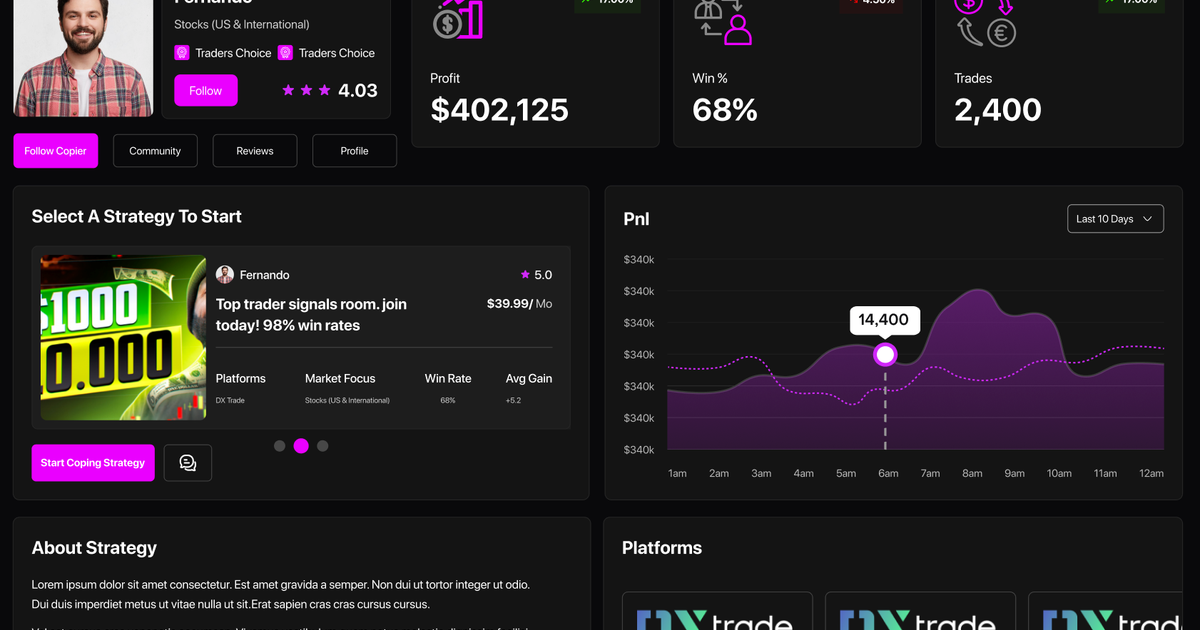 Fernando
Stocks (US & International)
Traders Choice Traders Choice
Follow 4.03
Follow Copier Community Reviews Profile
17.00% 4.50% 17.00%
Profit Win % Trades
$402,125 68% 2,400
Select A Strategy To Start
$1000
0.000
Fernando 5.0
Top trader signals room. join $39.99/ Mo
today! 98% win rates
Platforms Market Focus Win Rate Avg Gain
DX Trade Stocks (US & International) 68% +5.2
Start Coping Strategy
Pnl Last 10 Days
$340k
$340k
$340k
14,400
$340k
$340k
$340k
$340k
1am 2am 3am 4am 5am 6am 7am 8am 9am 10am 11am 12am
About Strategy
Lorem ipsum dolor sit amet consectetur. Est amet gravida a semper. Non dui ut tortor integer ut odio.
Dui duis imperdiet metus ut vitae nulla ut sit.Erat sapien cras cras cursus cursus.
Platforms
DXtrade DXtrade DXtrad